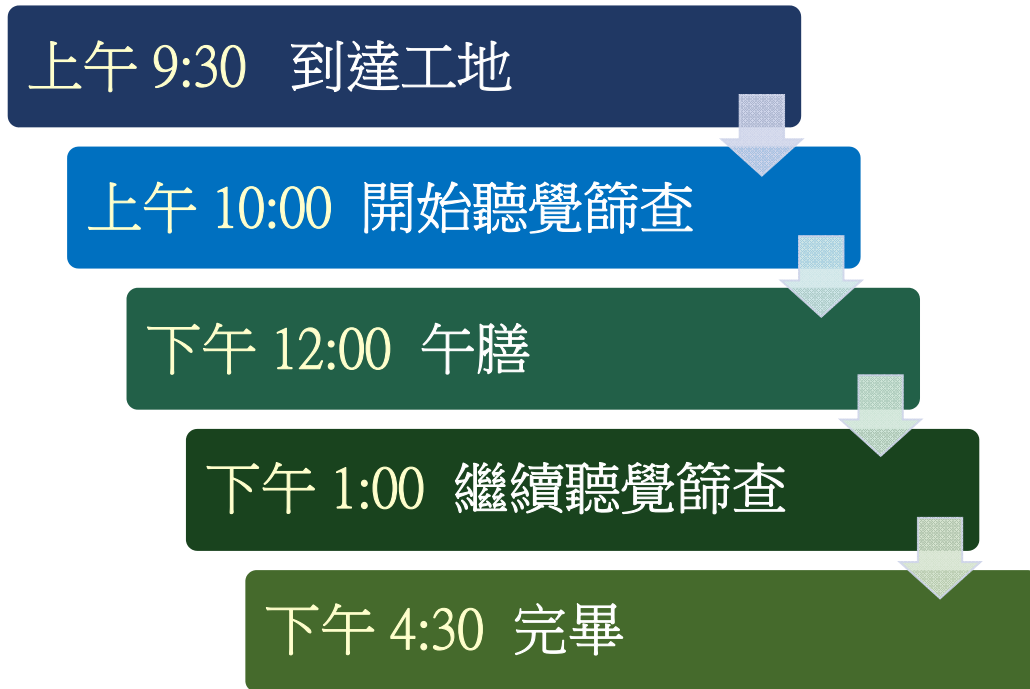 上午 9:30 到達工地
上午 10:00 開始聽覺篩查
下午 12:00 午膳
下午 1:00 繼續聽覺篩查
下午 4:30 完畢